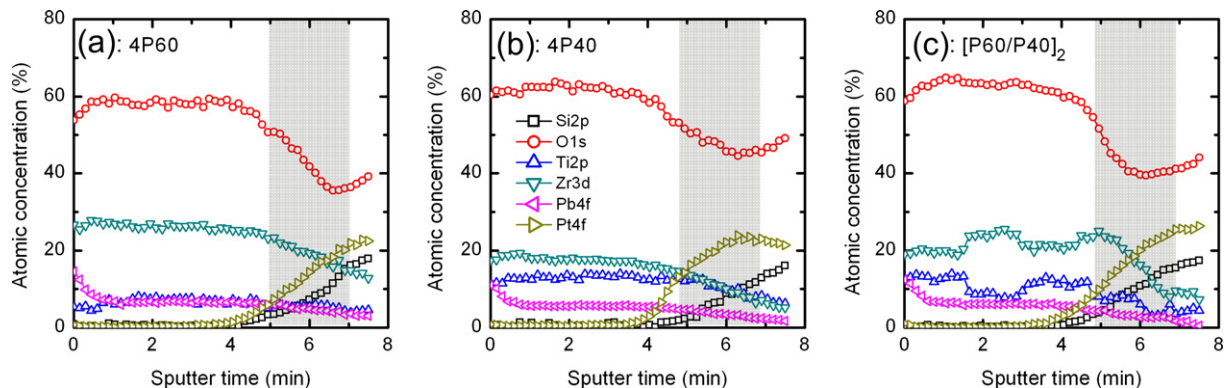 (a): 4P60
Atomic concentration (%)
80
60
40
20
0
0 2 4 6 8
Sputter time (min)
(b): 4P40
Atomic concentration (%)
80
60
40
20
0
Si2p
O1s
Ti2p
Zr3d
Pb4f
Pt4f
0 2 4 6 8
Sputter time (min)
(c): [P60/P40]2
Atomic concentration (%)
80
60
40
20
0
0 2 4 6 8
Sputter time (min)